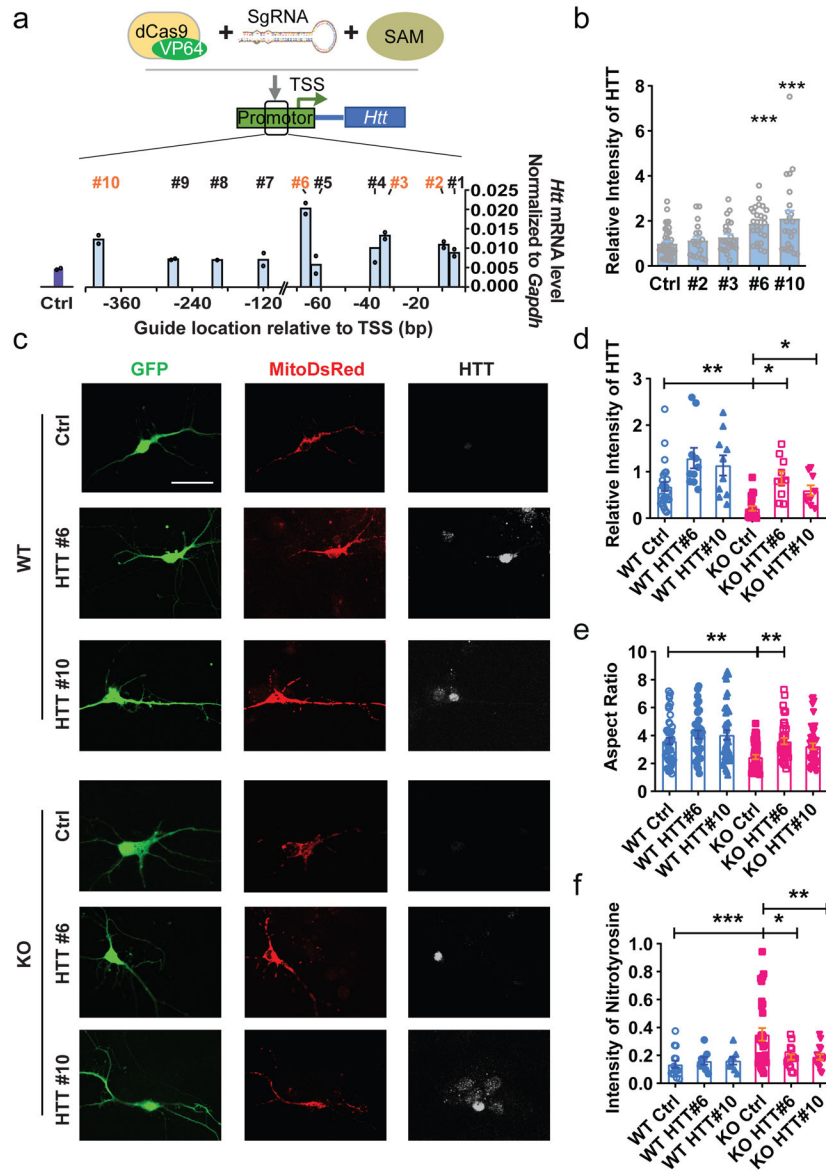 a
dCas9
VP64
+
SgRNA
+
SAM
TSS
Promotor
Htt
#10 #9 #8 #7 #6 #5 #4 #3 #2 #1
0.025
0.020
0.015
0.010
0.005
0.000
Htt mRNA level
Normalized to Gapdh
Ctrl -360 -240 -120 -60 -40 -20
Guide location relative to TSS (bp)
b
Relative Intensity of HTT
8
6
4
2
0
***
***
Ctrl #2 #3 #6 #10
c
GFP MitoDsRed HTT
WT
Ctrl
HTT #6
HTT #10
KO
Ctrl
HTT #6
HTT #10
d
Relative Intensity of HTT
3
2
1
0
*
** *
WT Ctrl
WT HTT#6
WT HTT#10
KO Ctrl
KO HTT#6
KO HTT#10
e
Aspect Ratio
10
8
6
4
2
0
** **
WT Ctrl
WT HTT#6
WT HTT#10
KO Ctrl
KO HTT#6
KO HTT#10
f
Intensity of Nitrotyrosine
1.0
0.8
0.6
0.4
0.2
0.0
**
*** *
WT Ctrl
WT HTT#6
WT HTT#10
KO Ctrl
KO HTT#6
KO HTT#10